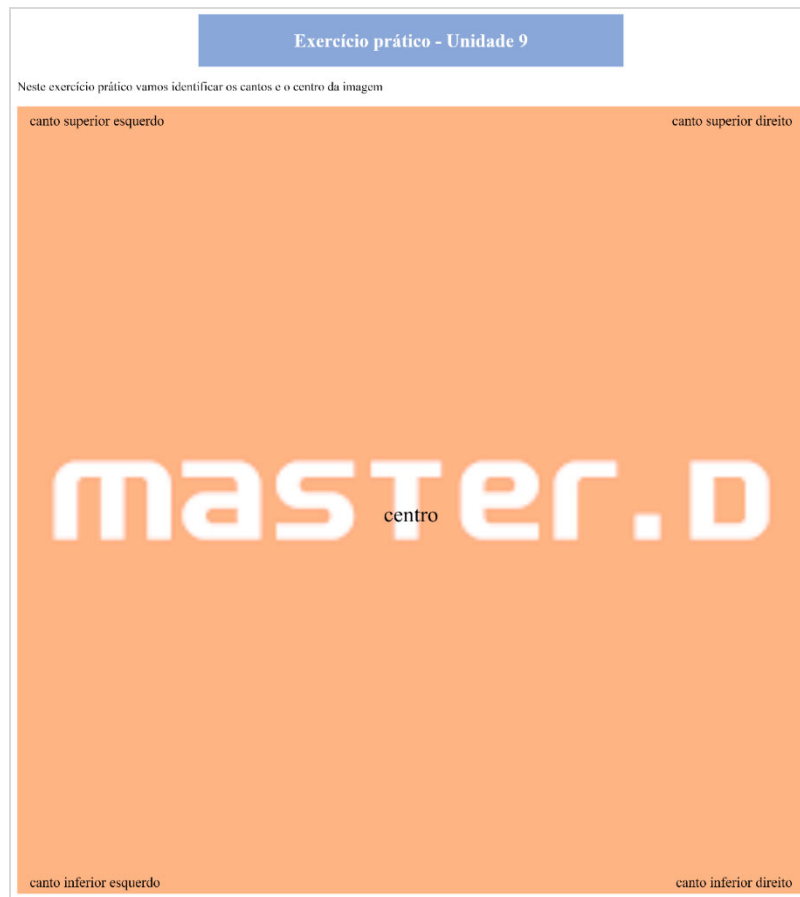 Exercício prático - Unidade 9
Neste exercício prático vamos identificar os cantos e o centro da imagem
canto superior esquerdo
canto superior direito
master.D
centro
canto inferior esquerdo
canto inferior direito